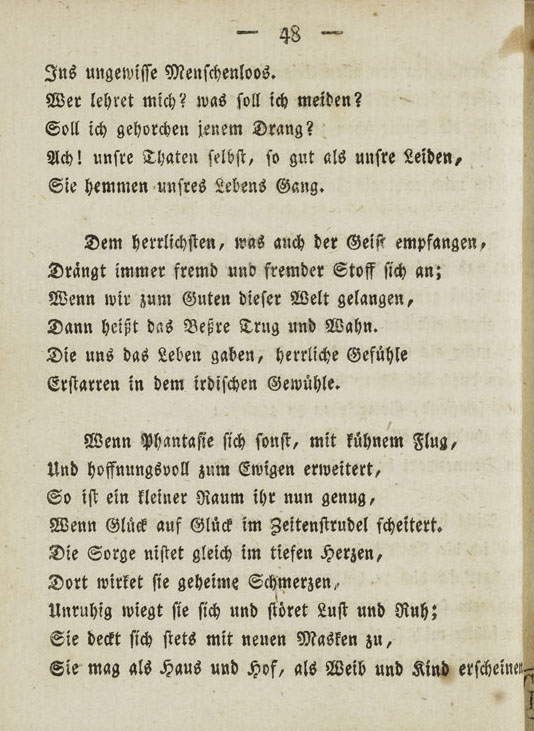 — 48 —
Ins ungewisse Menschenloos.
Wer lehret mich? was soll ich meiden?
Soll ich gehorchen jenem Drang?
Ach! unsre Thaten selbst, so gut als unsre Leiden,
Sie hemmen unsres Lebens Gang.
Dem herrlichsten, was auch der Geist empfangen,
Drängt immer fremd und fremder Stoff sich an;
Wenn wir zum Guten dieser Welt gelangen,
Dann heißt das Beßre Trug und Wahn.
Die uns das Leben gaben, herrliche Gefühle
Erstarren in dem irdischen Gewühle.
Wenn Phantasie sich sonst, mit kühnem Flug,
Und hoffnungsvoll zum Ewigen erweitert,
So ist ein kleiner Raum ihr nun genug,
Wenn Glück auf Glück im Zeitenstrudel scheitert.
Die Sorge nistet gleich im tiefen Herzen,
Dort wirket sie geheime Schmerzen,
Unruhig wiegt sie sich und störet Lust und Ruh;
Sie deckt sich stets mit neuen Masken zu,
Sie mag als Haus und Hof, als Weib und Kind erscheinen